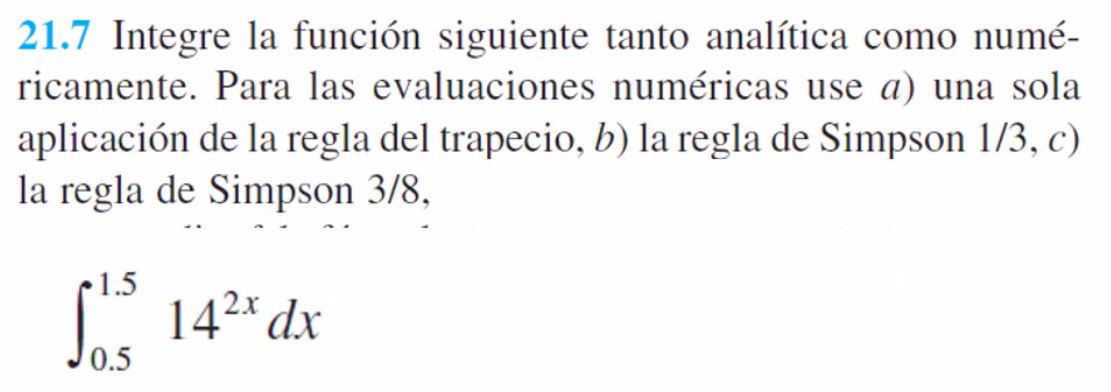 21.7 Integre la función siguiente tanto analítica como numé-
ricamente. Para las evaluaciones numéricas use a) una sola
aplicación de la regla del trapecio, b) la regla de Simpson 1/3, c)
la regla de Simpson 3/8,
∫_{0.5}^{1.5} 14^{2x} dx